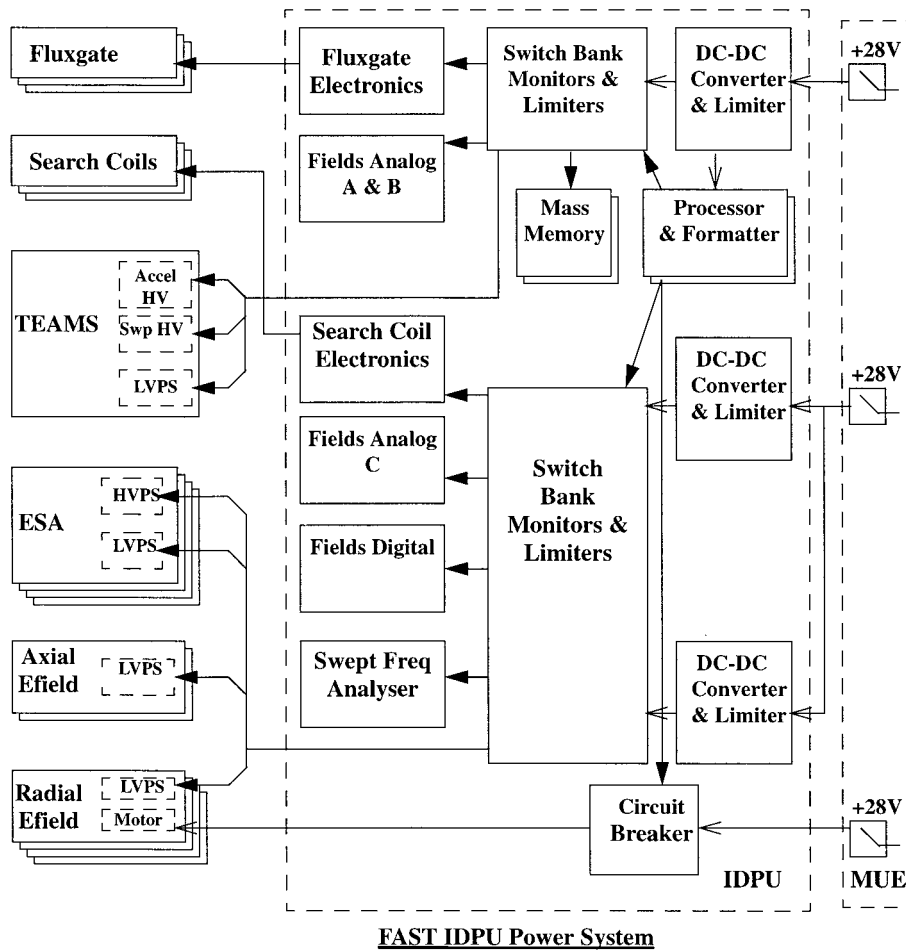 Fluxgate
Fluxgate
Electronics
Switch Bank
Monitors &
Limiters
DC-DC
Converter
& Limiter
+28V
Search Coils
Fields Analog
A & B
Mass
Memory
Processor
& Formatter
TEAMS
Accel
HV
Swp HV
LVPS
Search Coil
Electronics
DC-DC
Converter
& Limiter
+28V
Fields Analog
C
Switch
Bank
Monitors &
Limiters
ESA
HVPS
LVPS
Fields Digital
Axial
Efield
LVPS
Swept Freq
Analyser
DC-DC
Converter
& Limiter
Radial
Efield
LVPS
Motor
Circuit
Breaker
+28V
IDPU
MUE
FAST IDPU Power System